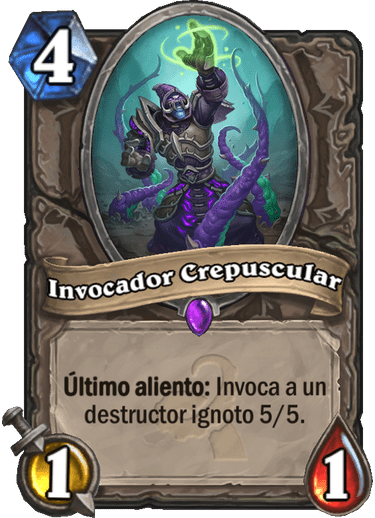 4
Invocador Crepuscular
Último aliento: Invoca a un
destructor ignoto 5/5.
1
1